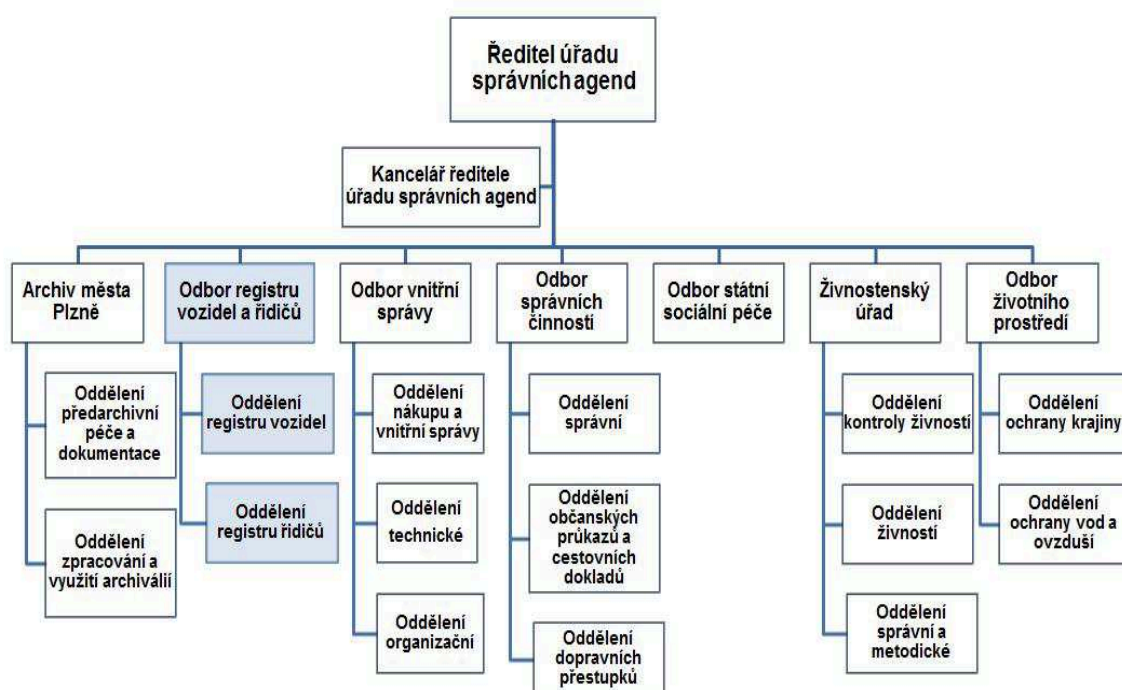 Ředitel úřadu
správních agend
Kancelář ředitele
úřadu správních agend
Archiv města
Plzně
Odbor registru
vozidel a řidičů
Odbor vnitřní
správy
Odbor
správních
činností
Odbor státní
sociální péče
Živnostenský
úřad
Odbor
životního
prostředí
Oddělení
předarchivní
péče a
dokumentace
Oddělení
zpracování a
využití archiválií
Oddělení
registru vozidel
Oddělení
registru řidičů
Oddělení
nákupu a
vnitřní správy
Oddělení
technické
Oddělení
organizační
Oddělení
správní
Oddělení
občanských
průkazů a
cestovních
dokladů
Oddělení
dopravních
přestupků
Oddělení
kontroly živností
Oddělení
živností
Oddělení
správní a
metodické
Oddělení
ochrany krajiny
Oddělení
ochrany vod a
ovzduší